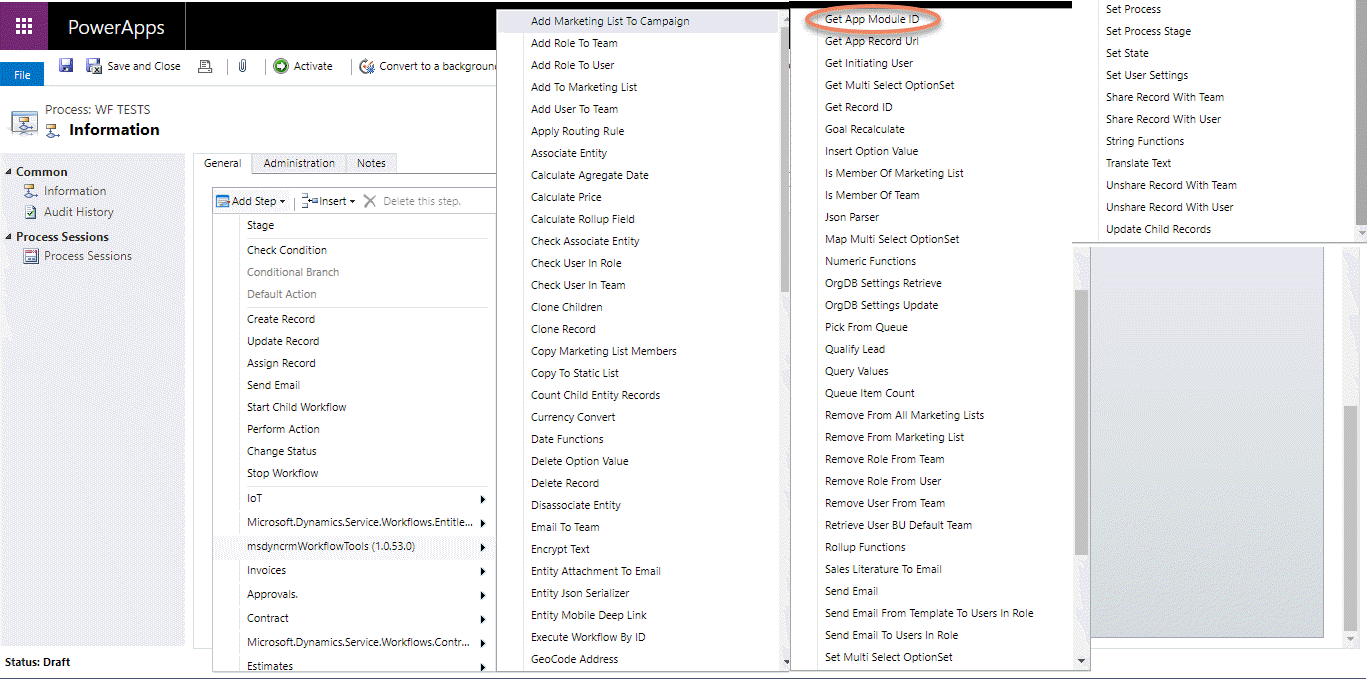 PowerApps
File
Save and Close
Activate
Convert to a background
Process: WF TESTS
Information
Common
Information
Audit History
Process Sessions
Process Sessions
General
Administration
Notes
Add Step
Insert
Delete this step.
Stage
Check Condition
Conditional Branch
Default Action
Create Record
Update Record
Assign Record
Send Email
Start Child Workflow
Perform Action
Change Status
Stop Workflow
IoT
Microsoft.Dynamics.Service.Workflows.Entitle...
msdyncrmWorkflowTools (1.0.53.0)
Invoices
Approvals.
Contract
Microsoft.Dynamics.Service.Workflows.Contr...
Estimates
Status: Draft
Add Marketing List To Campaign
Add Role To Team
Add Role To User
Add To Marketing List
Add User To Team
Apply Routing Rule
Associate Entity
Calculate Agregate Date
Calculate Price
Calculate Rollup Field
Check Associate Entity
Check User In Role
Check User In Team
Clone Children
Clone Record
Copy Marketing List Members
Copy To Static List
Count Child Entity Records
Currency Convert
Date Functions
Delete Option Value
Delete Record
Disassociate Entity
Email To Team
Encrypt Text
Entity Attachment To Email
Entity Json Serializer
Entity Mobile Deep Link
Execute Workflow By ID
GeoCode Address
Get App Module ID
Get App Record Url
Get Initiating User
Get Multi Select OptionSet
Get Record ID
Goal Recalculate
Insert Option Value
Is Member Of Marketing List
Is Member Of Team
Json Parser
Map Multi Select OptionSet
Numeric Functions
OrgDB Settings Retrieve
OrgDB Settings Update
Pick From Queue
Qualify Lead
Query Values
Queue Item Count
Remove From All Marketing Lists
Remove From Marketing List
Remove Role From Team
Remove Role From User
Remove User From Team
Retrieve User BU Default Team
Rollup Functions
Sales Literature To Email
Send Email
Send Email From Template To Users In Role
Send Email To Users In Role
Set Multi Select OptionSet
Set Process
Set Process Stage
Set State
Set User Settings
Share Record With Team
Share Record With User
String Functions
Translate Text
Unshare Record With Team
Unshare Record With User
Update Child Records